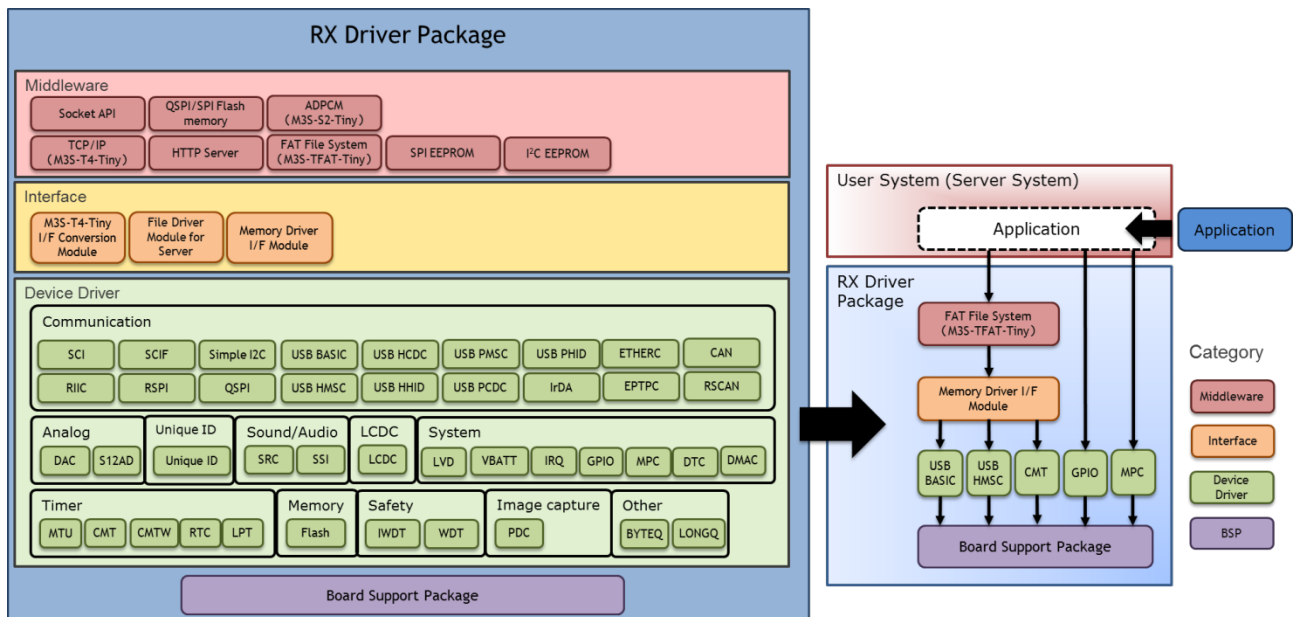 RX Driver Package
Middleware
Socket API
QSPI/SPI Flash
memory
ADPCM
(M3S-S2-Tiny)
TCP/IP
(M3S-T4-Tiny)
HTTP Server
FAT File System
(M3S-TFAT-Tiny)
SPI EEPROM
I²C EEPROM
Interface
M3S-T4-Tiny
I/F Conversion
Module
File Driver
Module for
Server
Memory Driver
I/F Module
Device Driver
Communication
SCI
SCIF
Simple I2C
USB BASIC
USB HCDC
USB PMSC
USB PHID
ETHERC
CAN
RIIC
RSPI
QSPI
USB HMSC
USB HHID
USB PCDC
IrDA
EPTPC
RSCAN
Analog
DAC
S12AD
Unique ID
Unique ID
Sound/Audio
SRC
SSI
LCDC
LCDC
System
LVD
VBATT
IRQ
GPIO
MPC
DTC
DMAC
Timer
MTU
CMT
CMTW
RTC
LPT
Memory
Flash
Safety
IWDT
WDT
Image capture
PDC
Other
BYTEQ
LONGQ
Board Support Package
User System (Server System)
Application
Application
RX Driver
Package
FAT File System
(M3S-TFAT-Tiny)
Memory Driver I/F
Module
USB
BASIC
USB
HMSC
CMT
GPIO
MPC
Board Support Package
Category
Middleware
Interface
Device
Driver
BSP